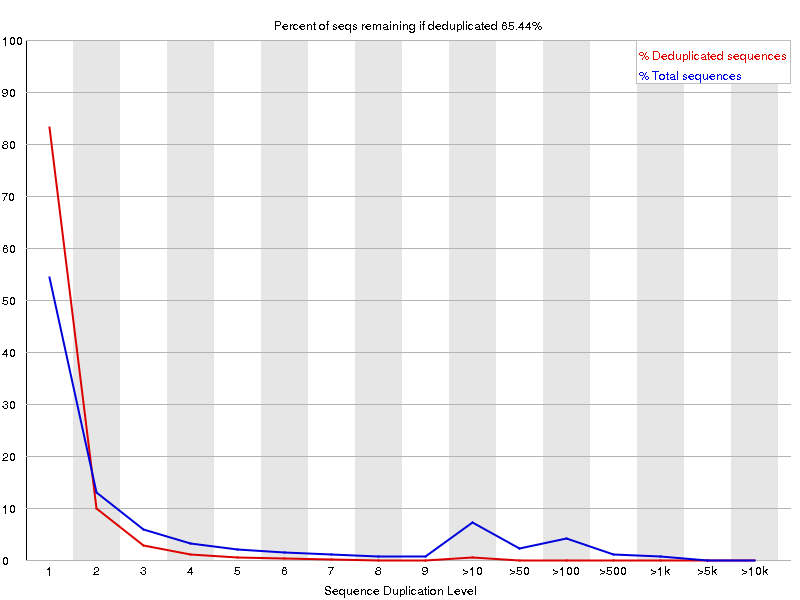 Percent of seqs remaining if deduplicated 65.44%
% Deduplicated sequences
% Total sequences
100
90
80
70
60
50
40
30
20
10
0
1 2 3 4 5 6 7 8 9 >10 >50 >100 >500 >1k >5k >10k
Sequence Duplication Level